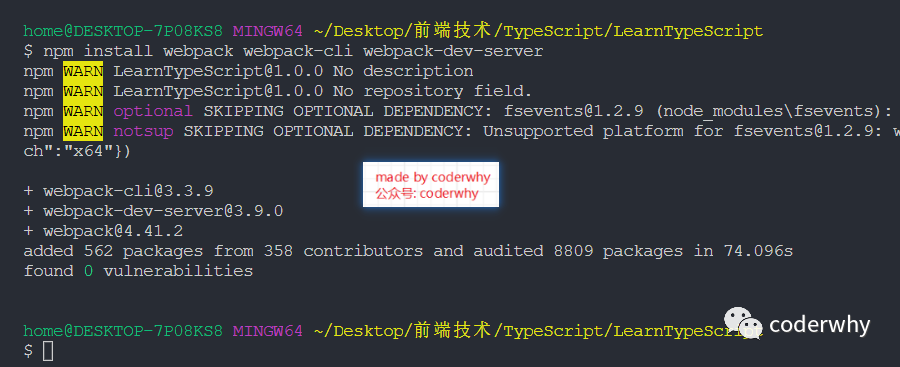 home@DESKTOP-7P08KS8 MINGW64 ~/Desktop/前端技术/TypeScript/LearnTypeScript
$ npm install webpack webpack-cli webpack-dev-server
npm WARN LearnTypeScript@1.0.0 No description
npm WARN LearnTypeScript@1.0.0 No repository field.
npm WARN optional SKIPPING OPTIONAL DEPENDENCY: fsevents@1.2.9 (node_modules\fsevents):
npm WARN notsup SKIPPING OPTIONAL DEPENDENCY: Unsupported platform for fsevents@1.2.9: w
ch":"x64"})
made by coderwhy
公众号: coderwhy
+ webpack-cli@3.3.9
+ webpack-dev-server@3.9.0
+ webpack@4.41.2
added 562 packages from 358 contributors and audited 8809 packages in 74.096s
found 0 vulnerabilities
home@DESKTOP-7P08KS8 MINGW64 ~/Desktop/前端技术/TypeScript/LearnTypeScript
$
coderwhy